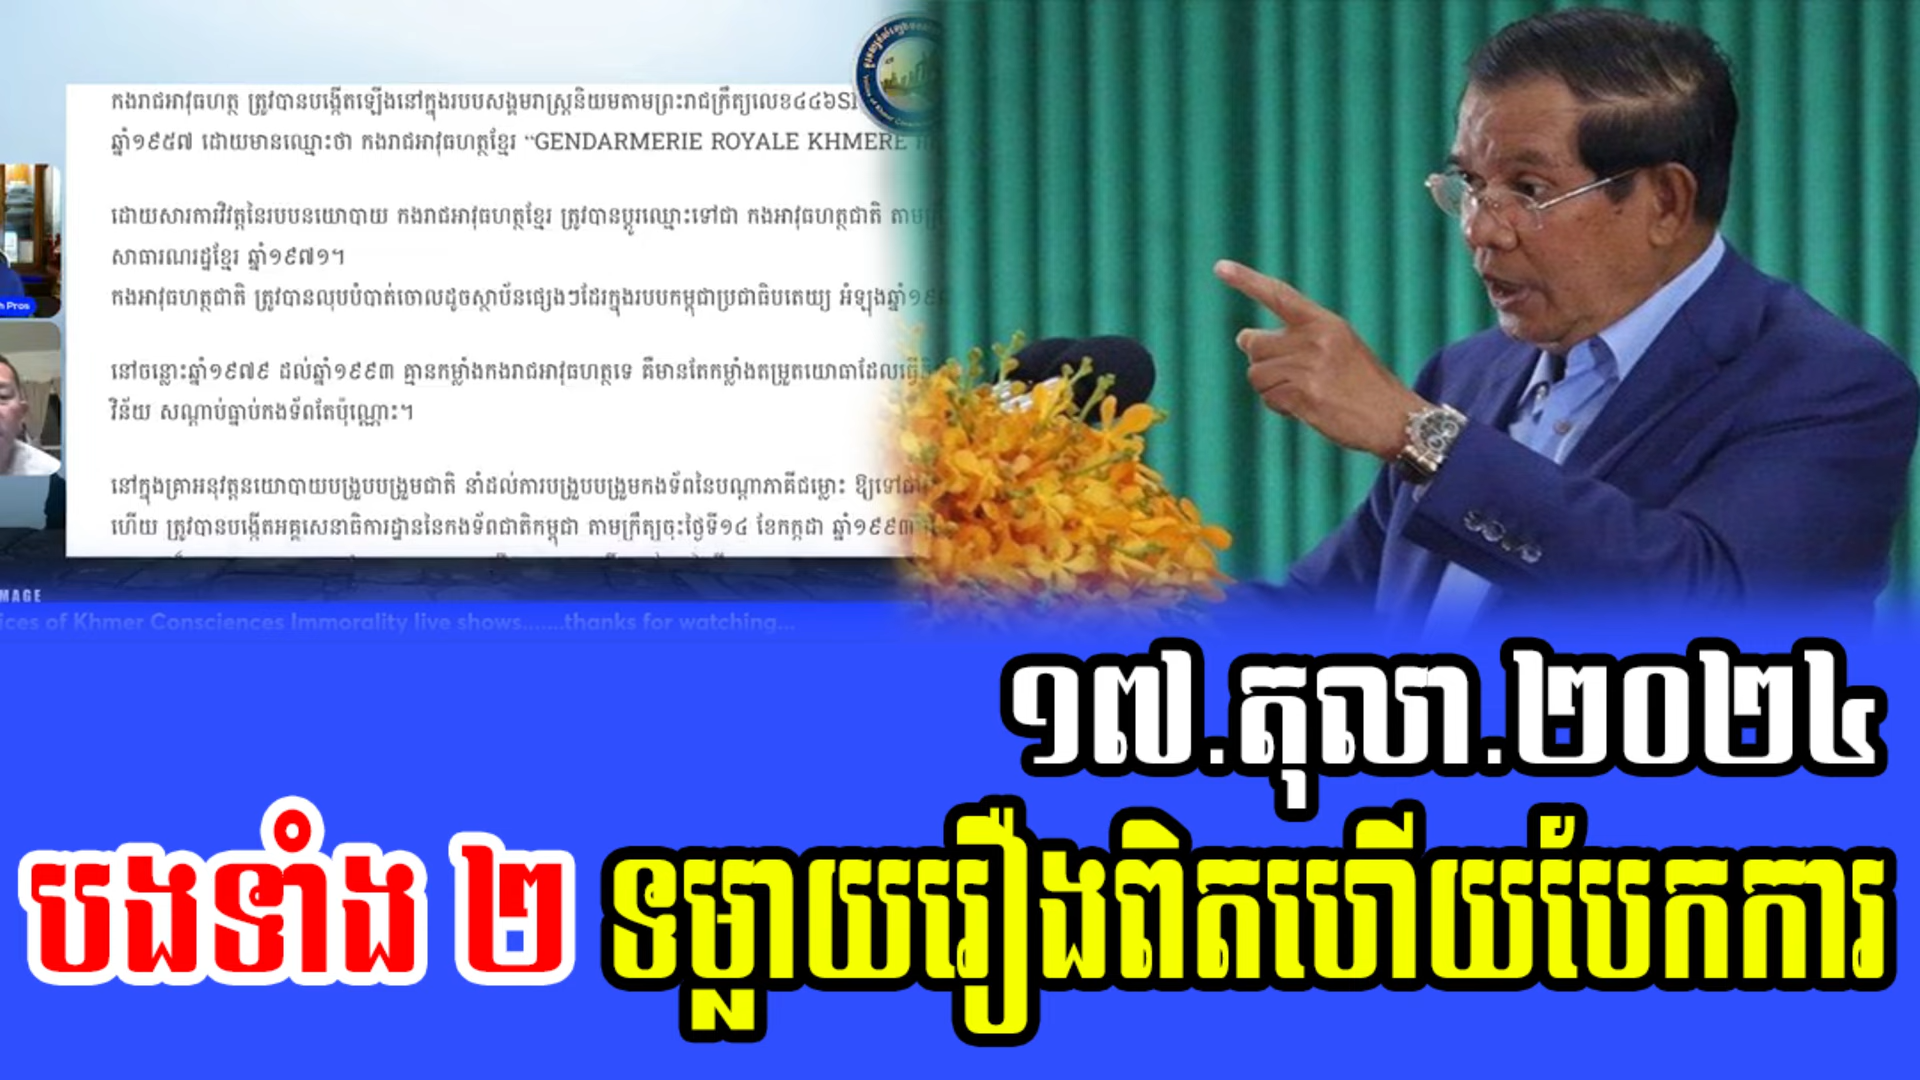 កងរាជអាវុធហត្ថ ត្រូវបានបង្កើតឡើងនៅក្នុងរបបសង្គមរាស្ត្រនិយមតាមព្រះរាជក្រឹត្យលេខ៤៤៦
ឆ្នាំ១៩៥៧ ដោយមានឈ្មោះថា កងរាជអាវុធហត្ថខ្មែរ “GENDARMERIE ROYALE KHMERE
ដោយសារការវិវត្តនៃរបបនយោបាយ កងរាជអាវុធហត្ថខ្មែរ ត្រូវបានប្តូរឈ្មោះទៅជា កងអាវុធហត្ថជាតិ
សាធារណរដ្ឋខ្មែរ ឆ្នាំ១៩៧១។
កងអាវុធហត្ថជាតិ ត្រូវបានលុបបំបាត់ចោលដូចស្ថាប័នផ្សេងៗដែរក្នុងរបបកម្ពុជាប្រជាធិបតេយ្យ
នៅចន្លោះឆ្នាំ១៩៧៩ ដល់ឆ្នាំ១៩៩៣ គ្មានកម្លាំងកងរាជអាវុធហត្ថទេ គឺមានតែកម្លាំងតម្រួតយោធាដែល
វិន័យ សណ្តាប់ធ្នាប់កងទ័ពតែប៉ុណ្ណោះ។
នៅក្នុងគ្រាអនុវត្តនយោបាយបង្រួបបង្រួមជាតិ នាំដល់ការបង្រួបបង្រួមកងទ័ពនៃបណ្តាភាគីជម្លោះ
ហើយ ត្រូវបានបង្កើតអគ្គសេនាធិការដ្ឋាននៃកងទ័ពជាតិកម្ពុជា តាមក្រឹត្យចុះថ្ងៃទី១៤ ខែកក្កដា ឆ្នាំ១៩៩៣
Pros
MAGE
ices of Khmer Consciences Immorality live shows.......thanks for watching...
១៧.តុលា.២០២៤
បងទាំង ២ ទម្លាយរឿងពិតហើយបែកការ